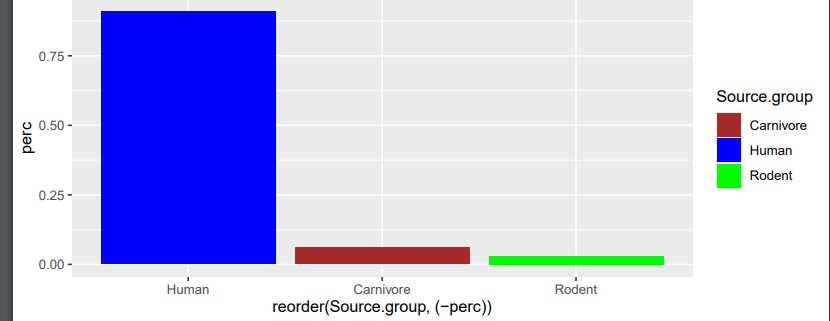 perc
0.75
0.50
0.25
0.00
Human
Carnivore
Rodent
reorder(Source.group, (−perc))
Source.group
Carnivore
Human
Rodent